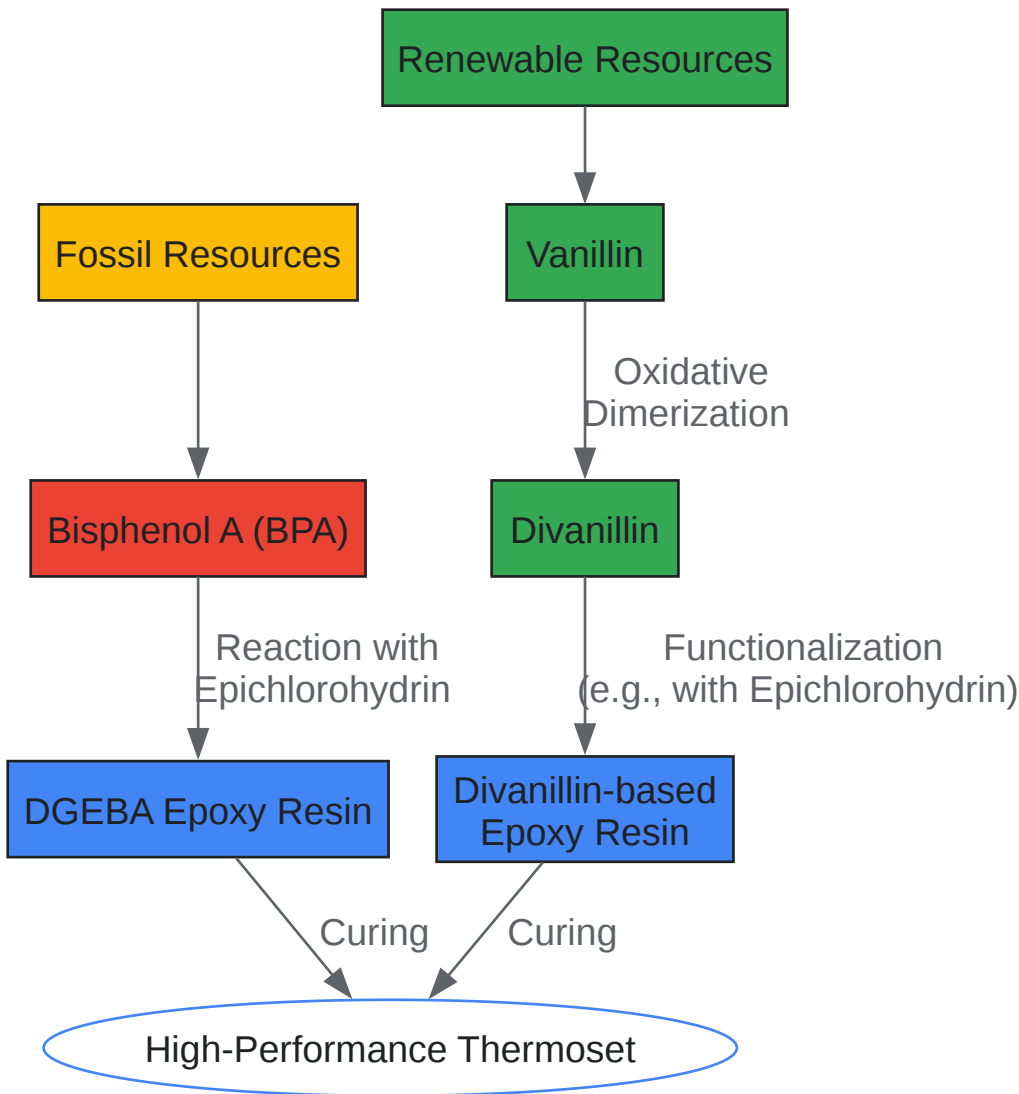 Renewable Resources
Fossil Resources
Vanillin
Oxidative
Dimerization
Bisphenol A (BPA)
Divanillin
Reaction with
Epichlorohydrin
Functionalization
(e.g., with Epichlorohydrin)
DGEBA Epoxy Resin
Divanillin-based
Epoxy Resin
Curing
Curing
High-Performance Thermoset